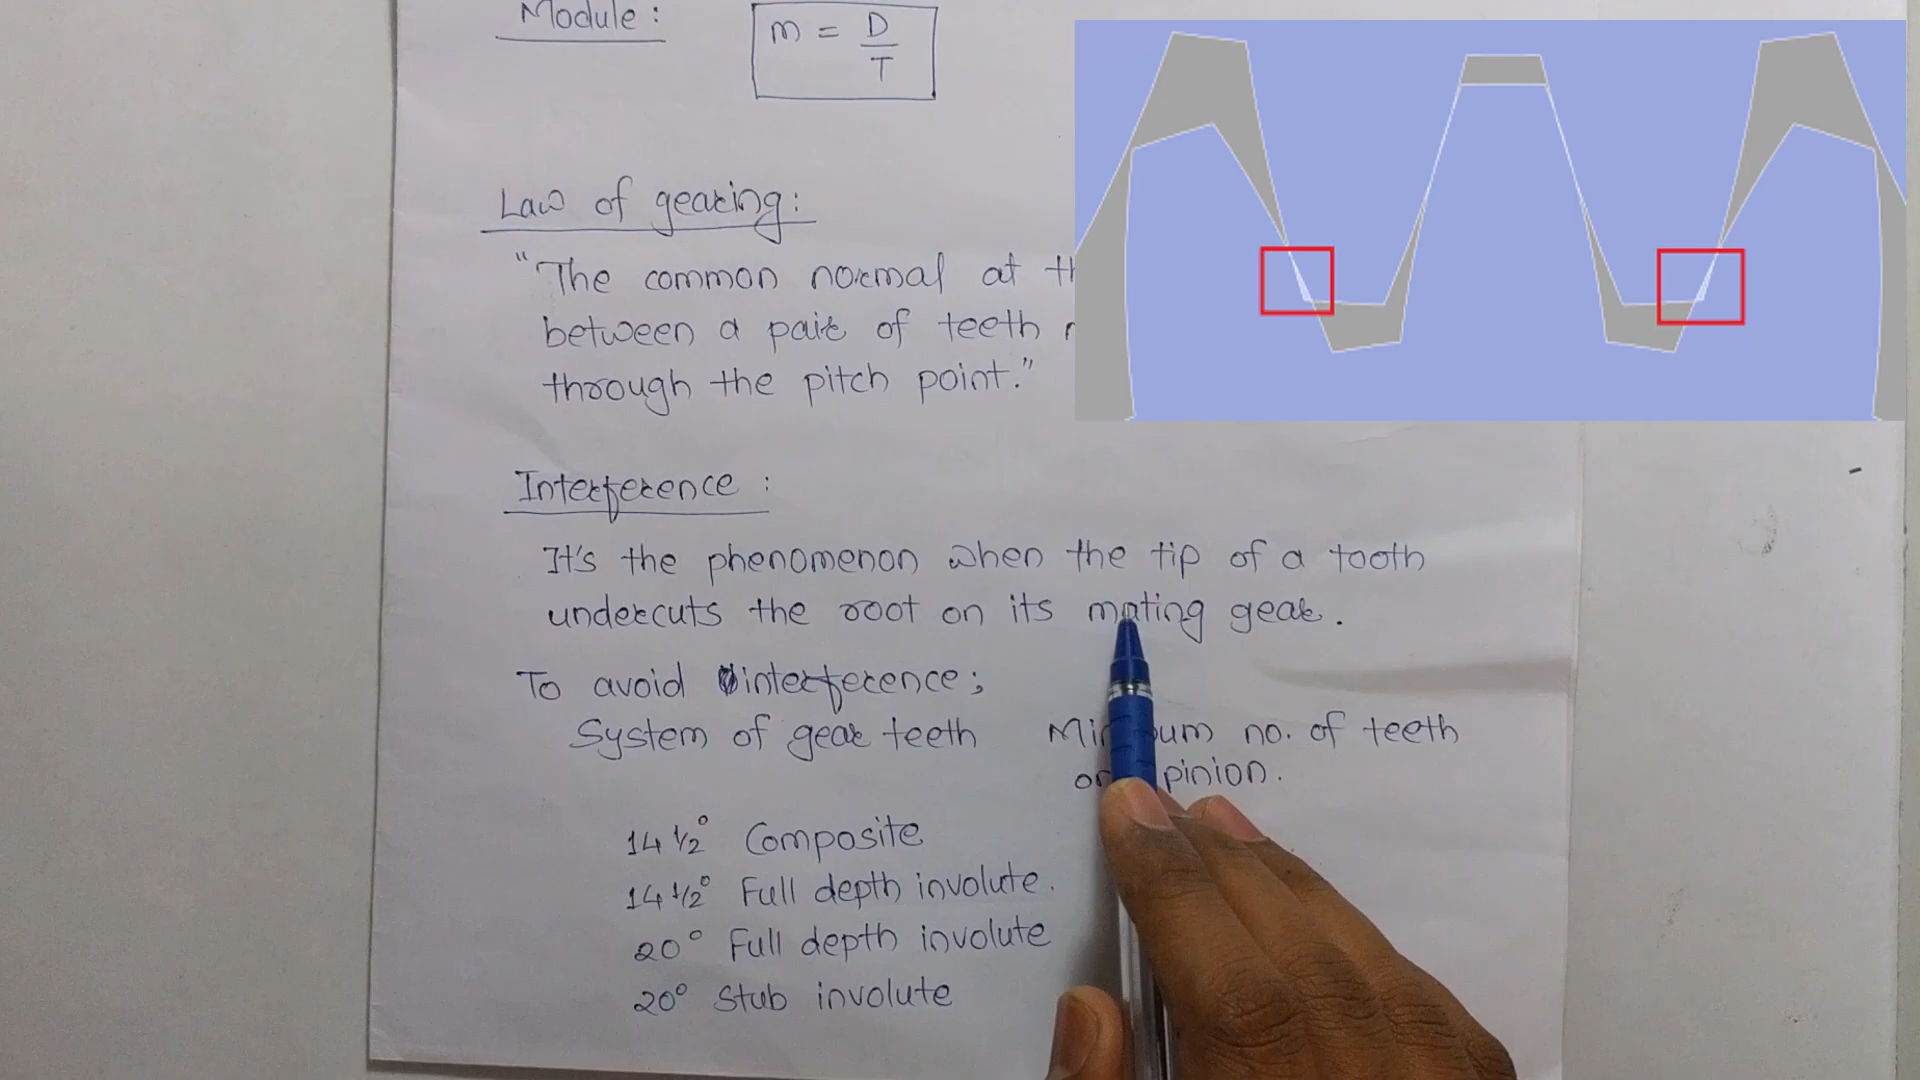 Module :
m = D/T
Law of gearing :
"The common normal at
between a pair of teeth
through the pitch point."
Interference :
It's the phenomenon when the tip of a tooth
undercuts the root on its mating gear.
To avoid interference;
System of gear teeth
teeth
no. of
pinion.
14 1/2° Composite
14 1/2° Full depth involute.
20° Full depth involute
20° Stub involute